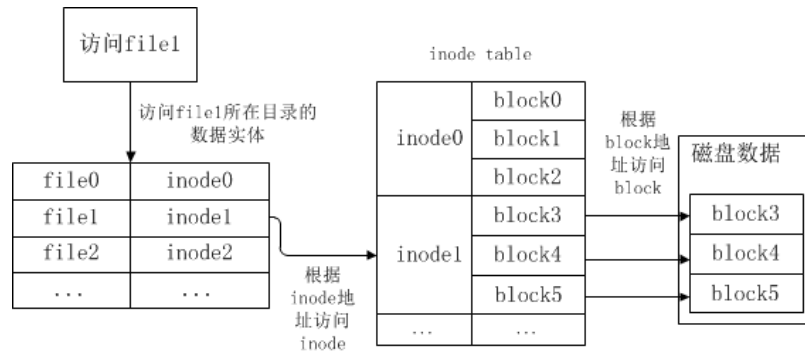 访问file1
访问file1所在目录的
数据实体
file0 inode0
file1 inode1
file2 inode2
... ...
根据
inode地
址访问
inode
inode table
inode0
block0
block1
block2
inode1
block3
block4
block5
... ...
根据
block地
址访问
block
磁盘数据
block3
block4
block5